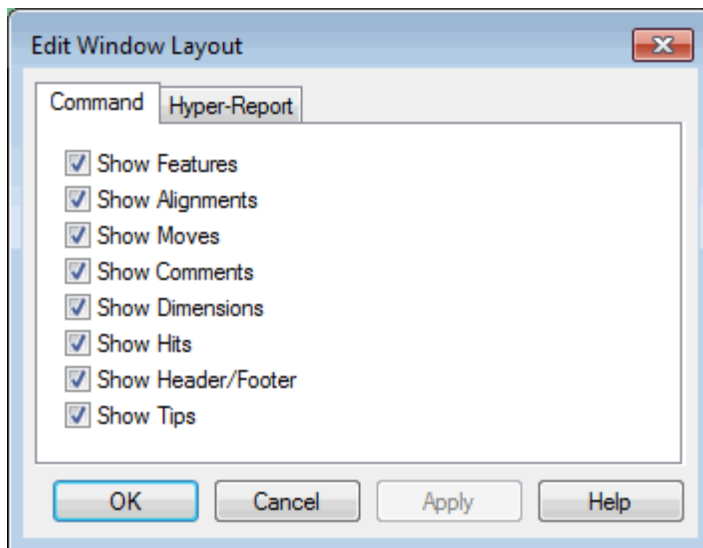 Edit Window Layout
Command Hyper-Report
Show Features
Show Alignments
Show Moves
Show Comments
Show Dimensions
Show Hits
Show Header/Footer
Show Tips
OK Cancel Apply Help